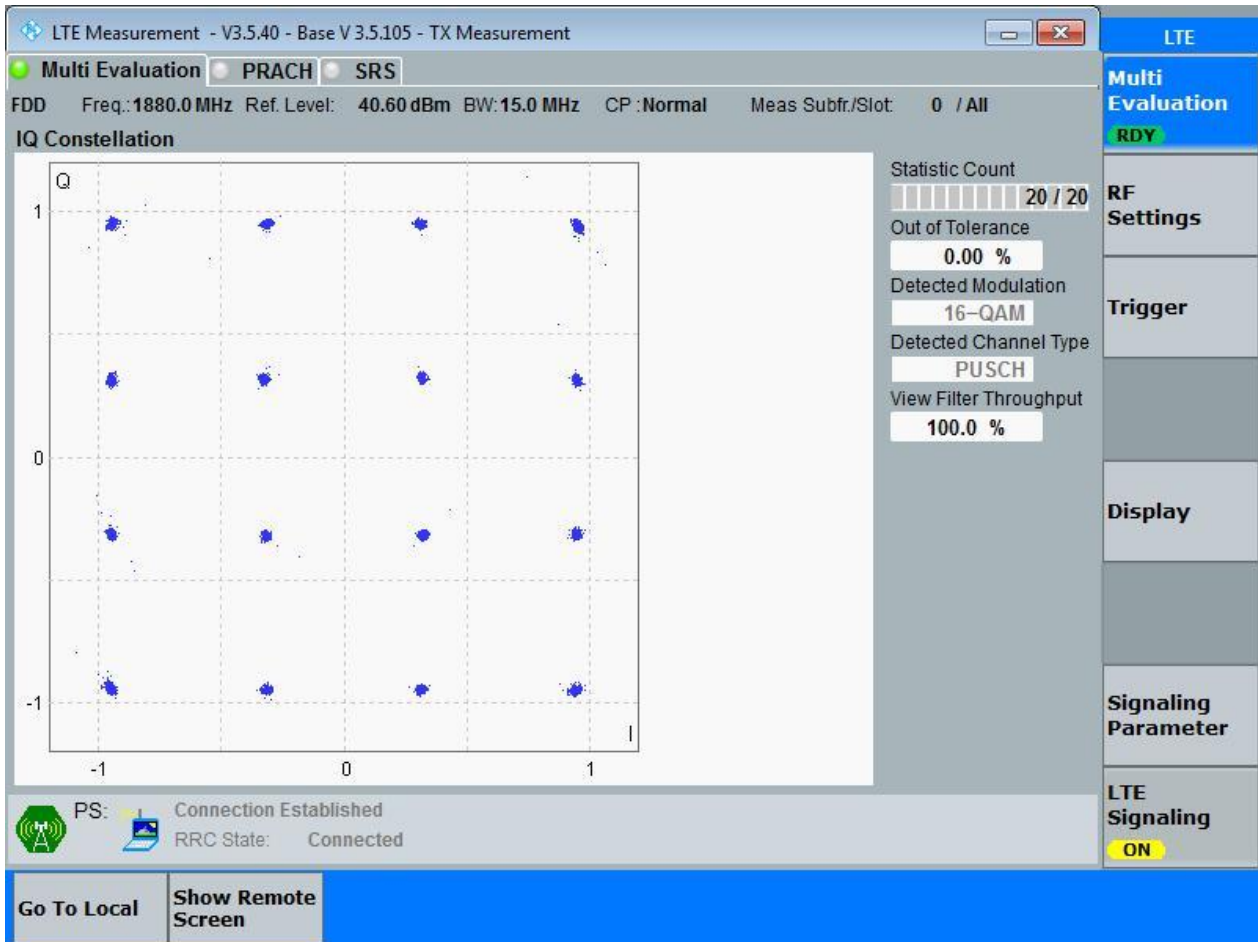 LTE Measurement - V3.5.40 - Base V 3.5.105 - TX Measurement
LTE
Multi Evaluation PRACH SRS
Multi
Evaluation
RDY
FDD Freq.:1880.0 MHz Ref. Level: 40.60 dBm BW:15.0 MHz CP :Normal Meas Subfr./Slot: 0 / All
IQ Constellation
Q
1
0
-1
I
-1 0 1
Statistic Count
20 / 20
Out of Tolerance
0.00 %
Detected Modulation
16-QAM
Detected Channel Type
PUSCH
View Filter Throughput
100.0 %
RF
Settings
Trigger
Display
Signaling
Parameter
LTE
Signaling
ON
PS: Connection Established
RRC State: Connected
Go To Local
Show Remote
Screen